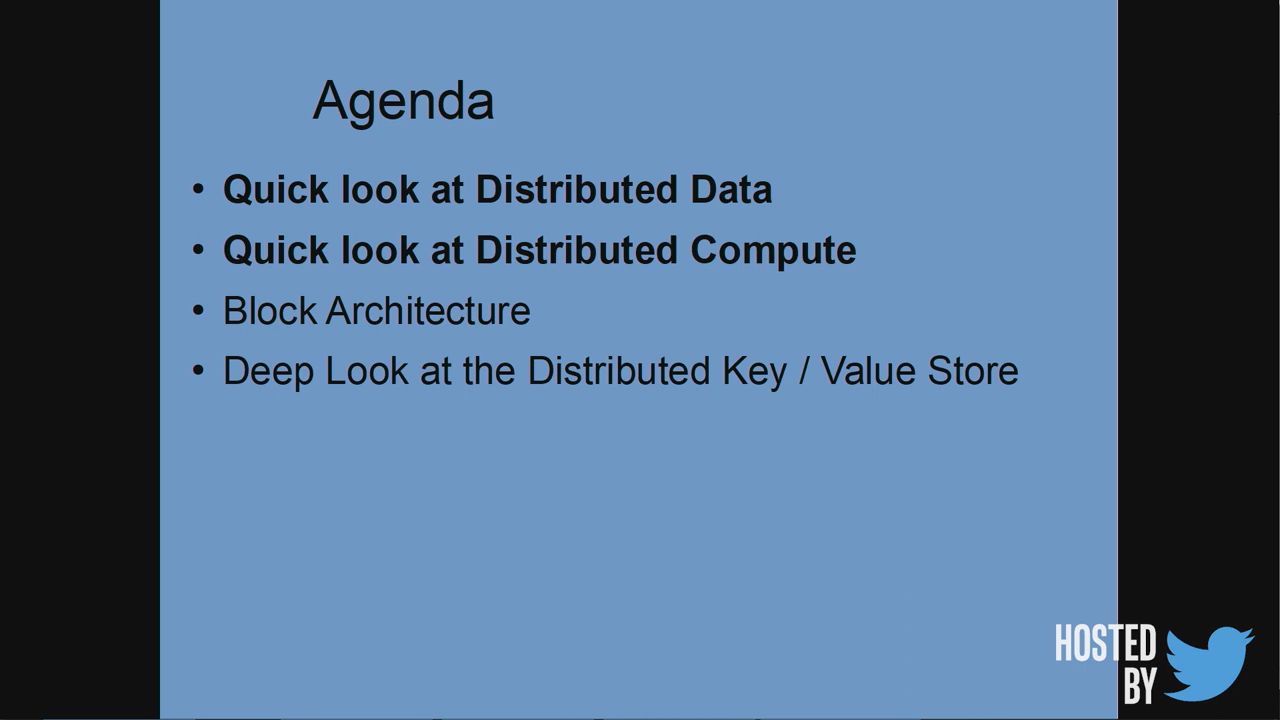 Agenda
• Quick look at Distributed Data
• Quick look at Distributed Compute
• Block Architecture
• Deep Look at the Distributed Key / Value Store
HOSTED
BY